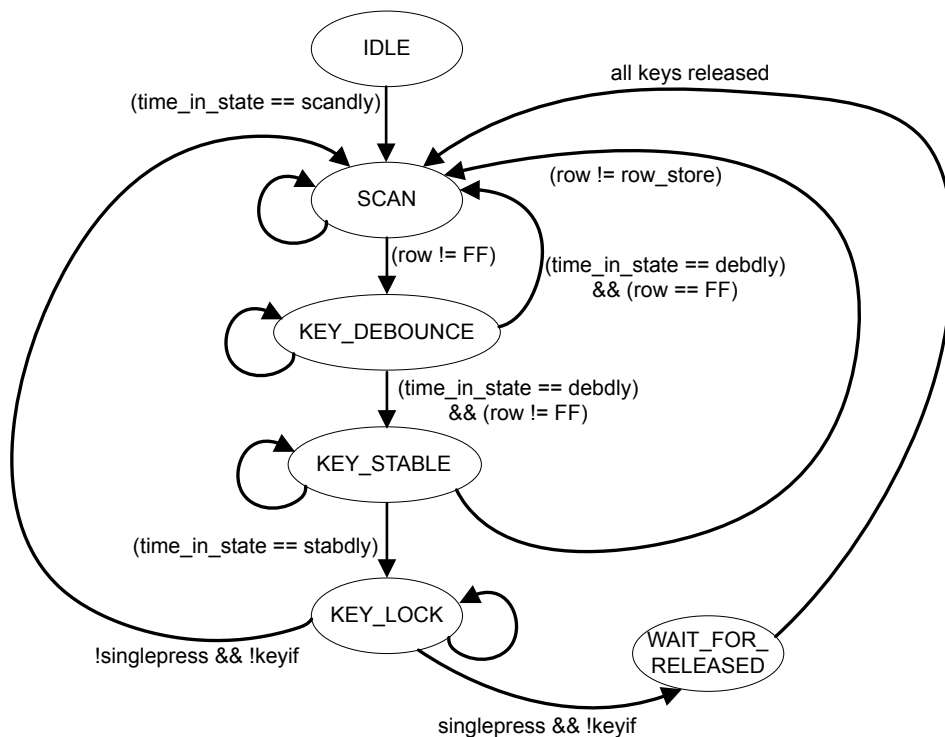 IDLE
all keys released
(time_in_state == scandly)
(row != row_store)
SCAN
(row != FF)
(time_in_state == debdly)
&& (row == FF)
KEY_DEBOUNCE
(time_in_state == debdly)
&& (row != FF)
KEY_STABLE
(time_in_state == stabdly)
KEY_LOCK
WAIT_FOR_
RELEASED
!singlepress && !keyif
singlepress && !keyif